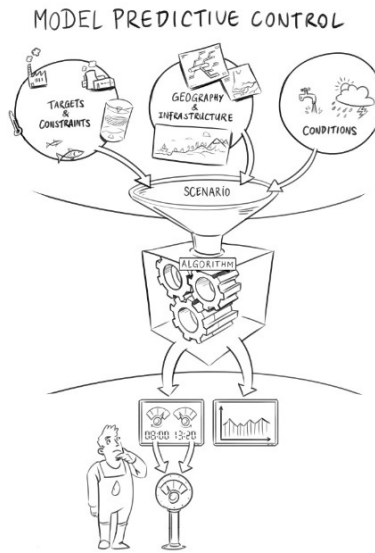 MODEL PREDICTIVE CONTROL
TARGETS
&
CONSTRAINTS
GEOGRAPHY
&
INFRASTRUCTURE
CONDITIONS
SCENARIO
ALGORITHM
08:00 13:20